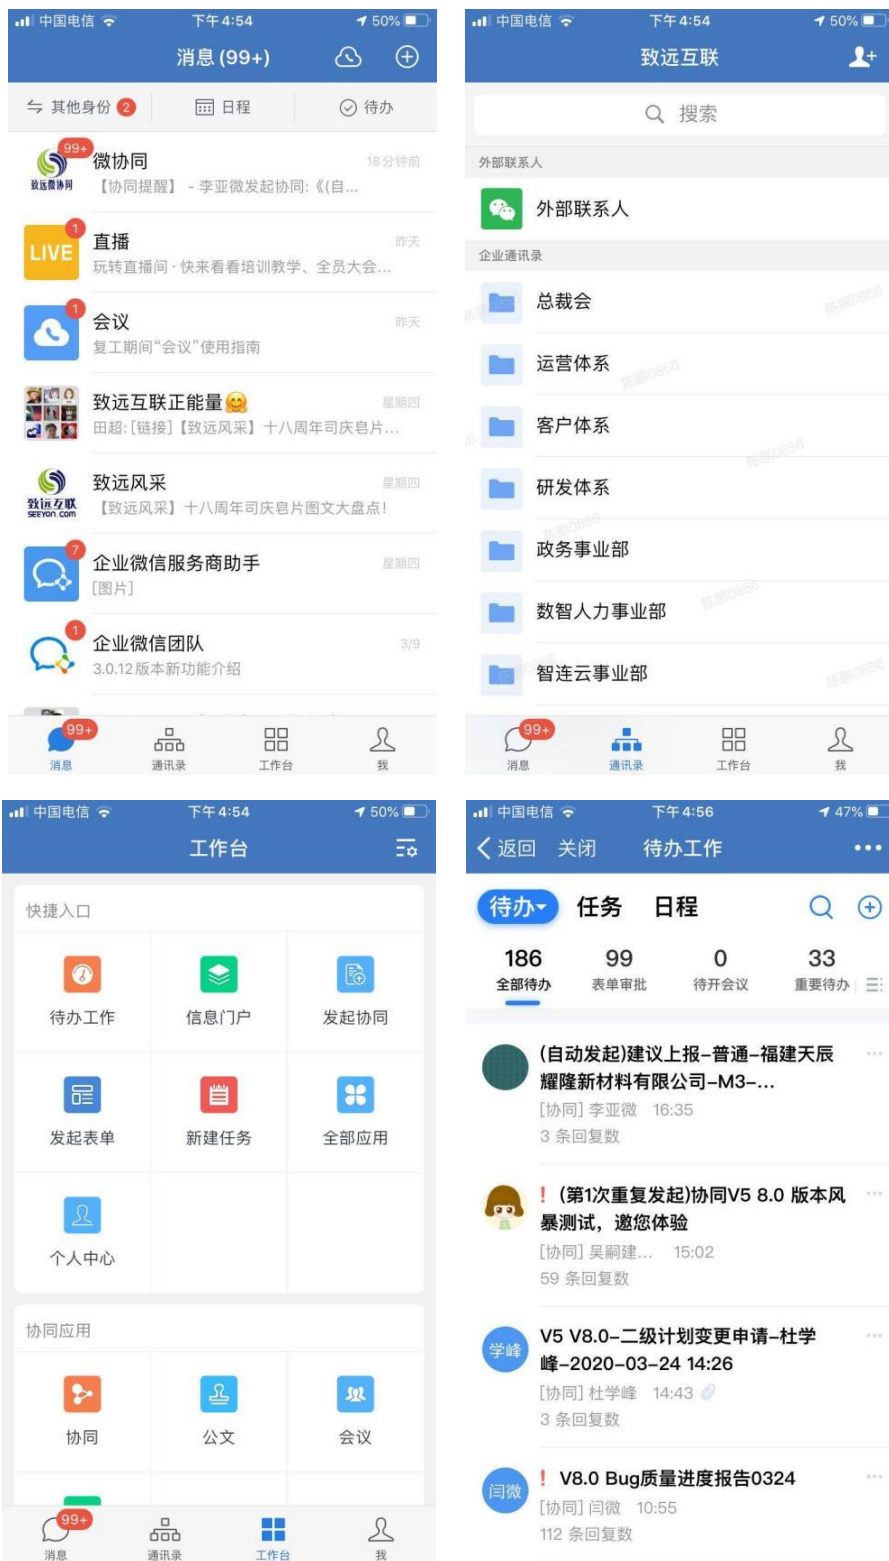 中国电信 下午4:54 50%
消息(99+)
其他身份 2 日程 待办
99+
致远微协同
微协同 18分钟前
【协同提醒】 - 李亚微发起协同:《(自...
LIVE 1
直播 昨天
玩转直播间·快来看看培训教学、全员大会...
1
会议 昨天
复工期间“会议”使用指南
致远互联正能量🤗 星期四
田超:[链接]【致远风采】十八周年司庆皂片...
致远互联
SEEYON.COM
致远风采 星期四
【致远风采】十八周年司庆皂片图文大盘点!
7
企业微信服务商助手 星期四
[图片]
1
企业微信团队 3/9
3.0.12版本新功能介绍
99+
消息 通讯录 工作台 我
中国电信 下午4:54 50%
致远互联
搜索
外部联系人
外部联系人
企业通讯录
总裁会
运营体系
客户体系
研发体系
政务事业部
数智人力事业部
智连云事业部
99+
消息 通讯录 工作台 我
中国电信 下午4:54 50%
工作台
快捷入口
待办工作 信息门户 发起协同
发起表单 新建任务 全部应用
个人中心
协同应用
协同 公文 会议
99+
消息 通讯录 工作台 我
中国电信 下午4:56 47%
返回 关闭 待办工作
待办 任务 日程
186 99 0 33
全部待办 表单审批 待开会议 重要待办
(自动发起)建议上报-普通-福建天辰
耀隆新材料有限公司-M3-...
[协同] 李亚微 16:35
3 条回复数
! (第1次重复发起)协同V5 8.0 版本风
暴测试，邀您体验
[协同] 吴嗣建... 15:02
59 条回复数
学峰
V5 V8.0-二级计划变更申请-杜学
峰-2020-03-24 14:26
[协同] 杜学峰 14:43
3 条回复数
闫微
! V8.0 Bug质量进度报告0324
[协同] 闫微 10:55
112 条回复数